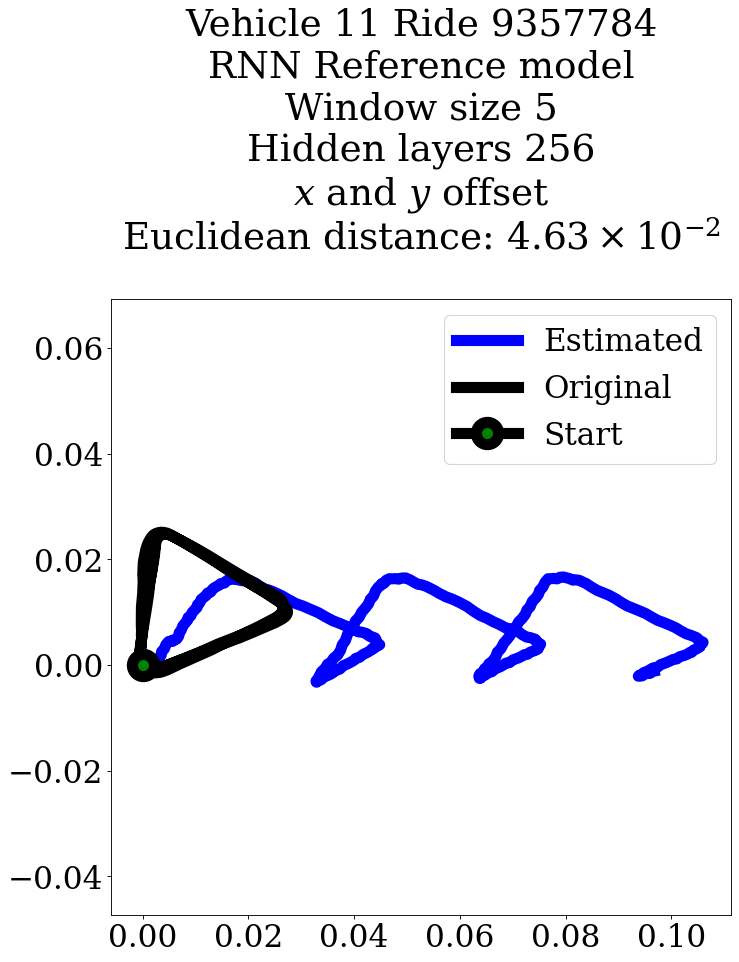 Vehicle 11 Ride 9357784
RNN Reference model
Window size 5
Hidden layers 256
x and y offset
Euclidean distance: 4.63 × 10⁻²
Estimated
Original
Start
0.06
0.04
0.02
0.00
−0.02
−0.04
0.00 0.02 0.04 0.06 0.08 0.10